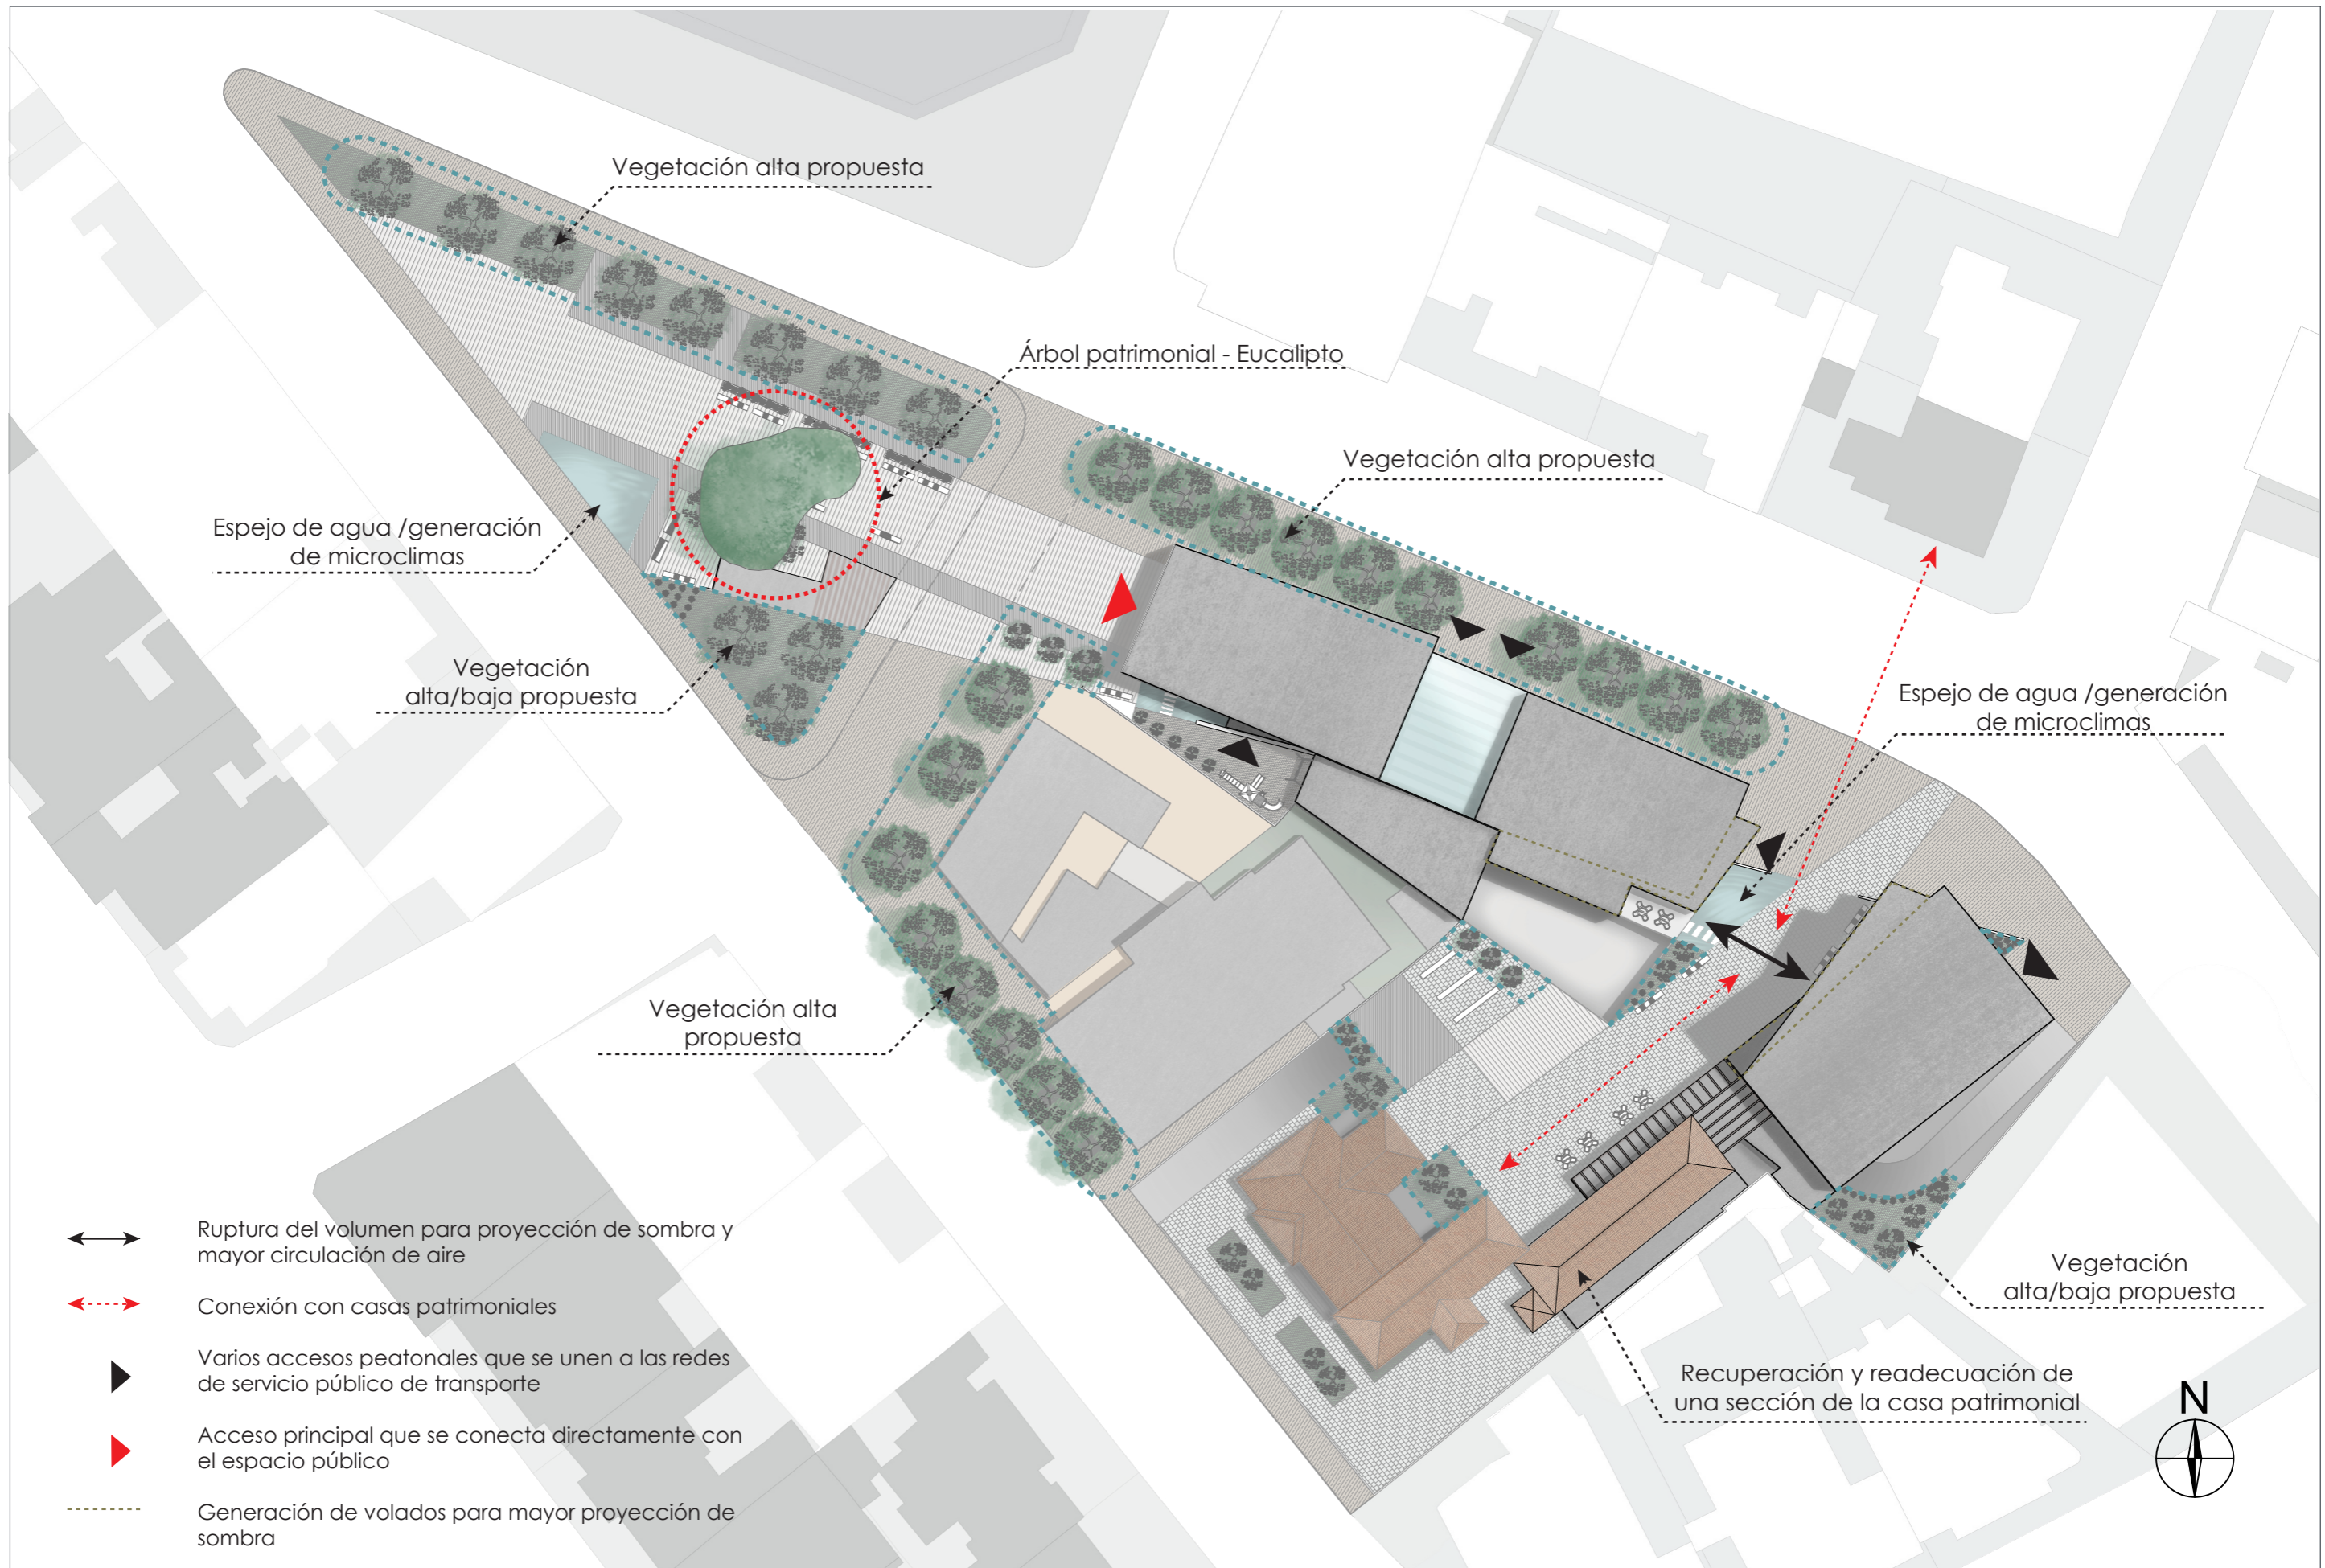 Vegetación alta propuesta
Árbol patrimonial - Eucalipto
Vegetación alta propuesta
Espejo de agua /generación
de microclimas
Vegetación
alta/baja propuesta
Espejo de agua /generación
de microclimas
Vegetación alta
propuesta
Vegetación
alta/baja propuesta
Recuperación y readecuación de
una sección de la casa patrimonial
N
Ruptura del volumen para proyección de sombra y
mayor circulación de aire
Conexión con casas patrimoniales
Varios accesos peatonales que se unen a las redes
de servicio público de transporte
Acceso principal que se conecta directamente con
el espacio público
Generación de volados para mayor proyección de
sombra